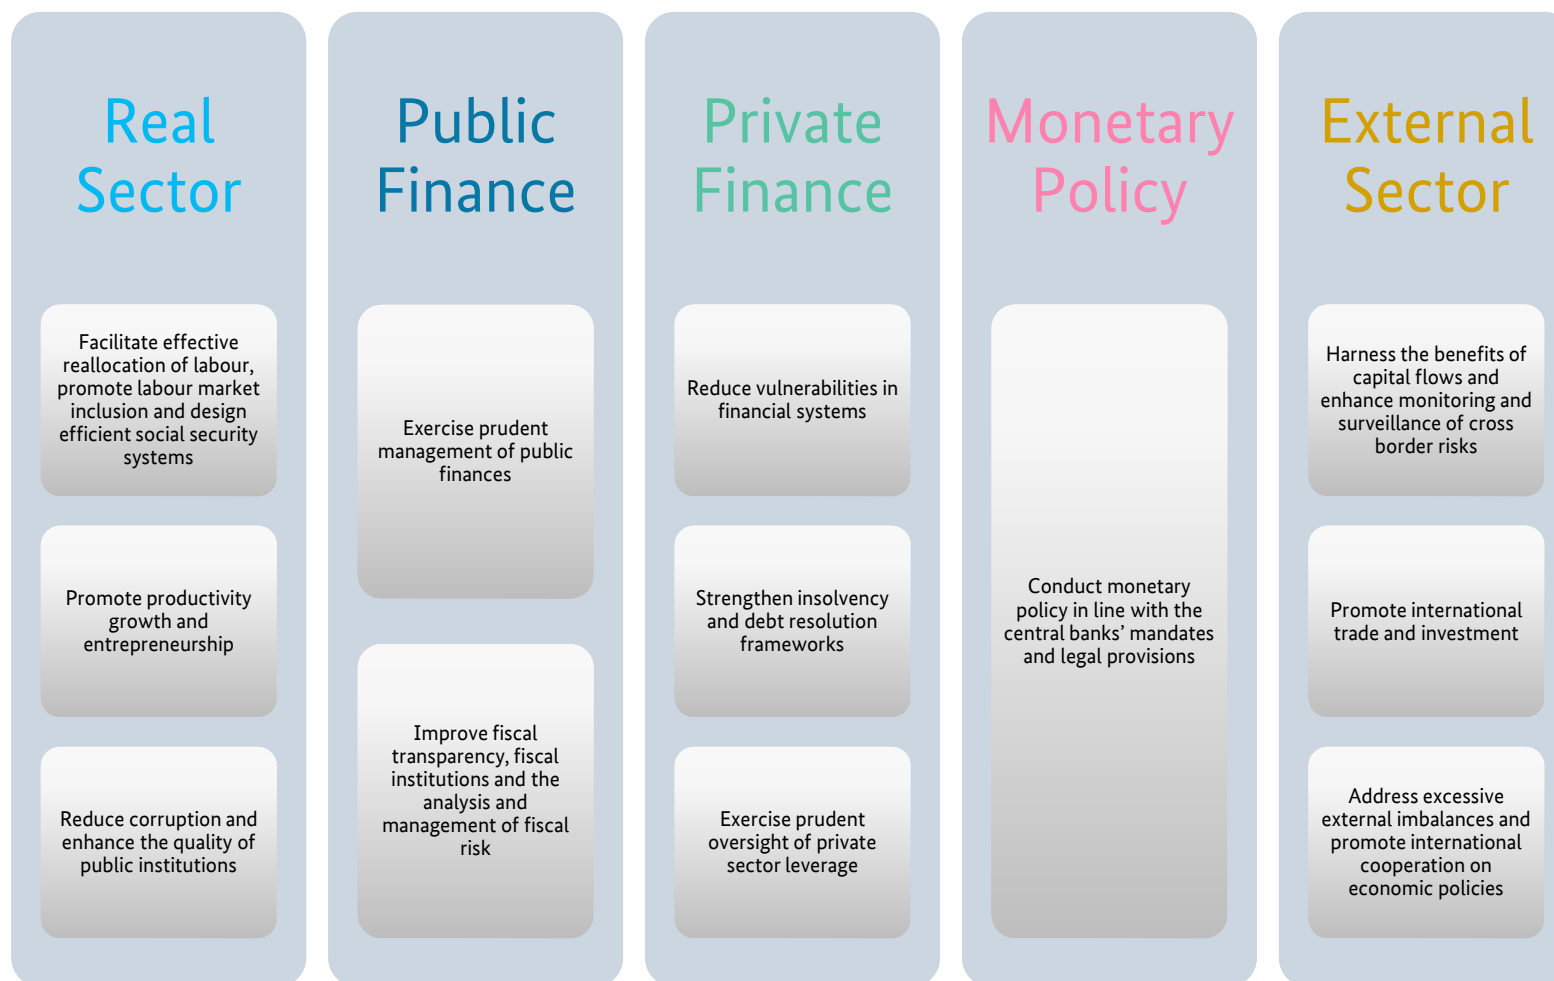 Real
Sector
Facilitate effective
reallocation of labour,
promote labour market
inclusion and design
efficient social security
systems
Promote productivity
growth and
entrepreneurship
Reduce corruption and
enhance the quality of
public institutions
Public
Finance
Exercise prudent
management of public
finances
Improve fiscal
transparency, fiscal
institutions and the
analysis and
management of fiscal
risk
Private
Finance
Reduce vulnerabilities in
financial systems
Strengthen insolvency
and debt resolution
frameworks
Exercise prudent
oversight of private
sector leverage
Monetary
Policy
Conduct monetary
policy in line with the
central banks’ mandates
and legal provisions
External
Sector
Harness the benefits of
capital flows and
enhance monitoring and
surveillance of cross
border risks
Promote international
trade and investment
Address excessive
external imbalances and
promote international
cooperation on
economic policies